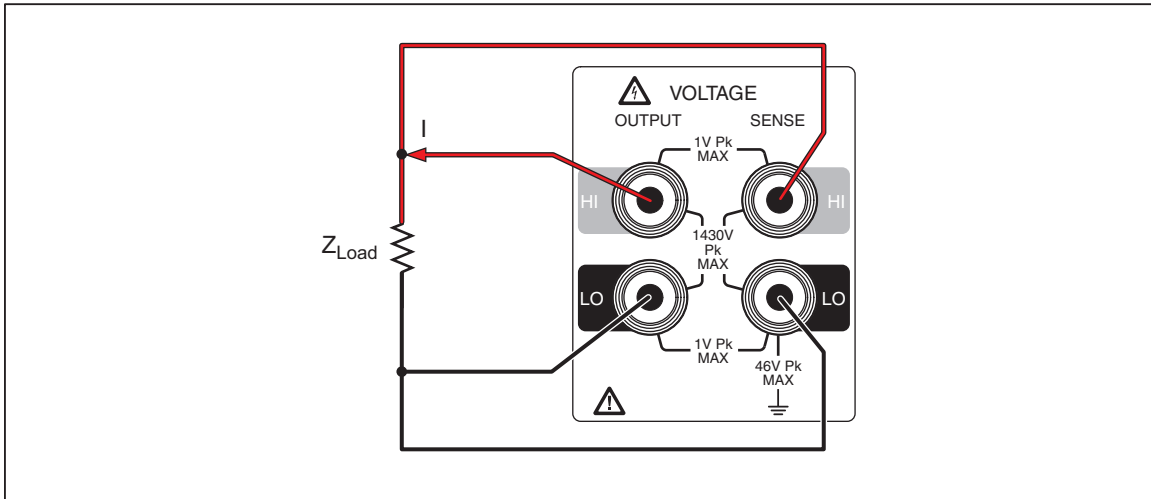 VOLTAGE
OUTPUT
SENSE
I
1V Pk
MAX
HI
HI
1430V
Pk
MAX
ZLoad
LO
LO
1V Pk
MAX
46V Pk
MAX